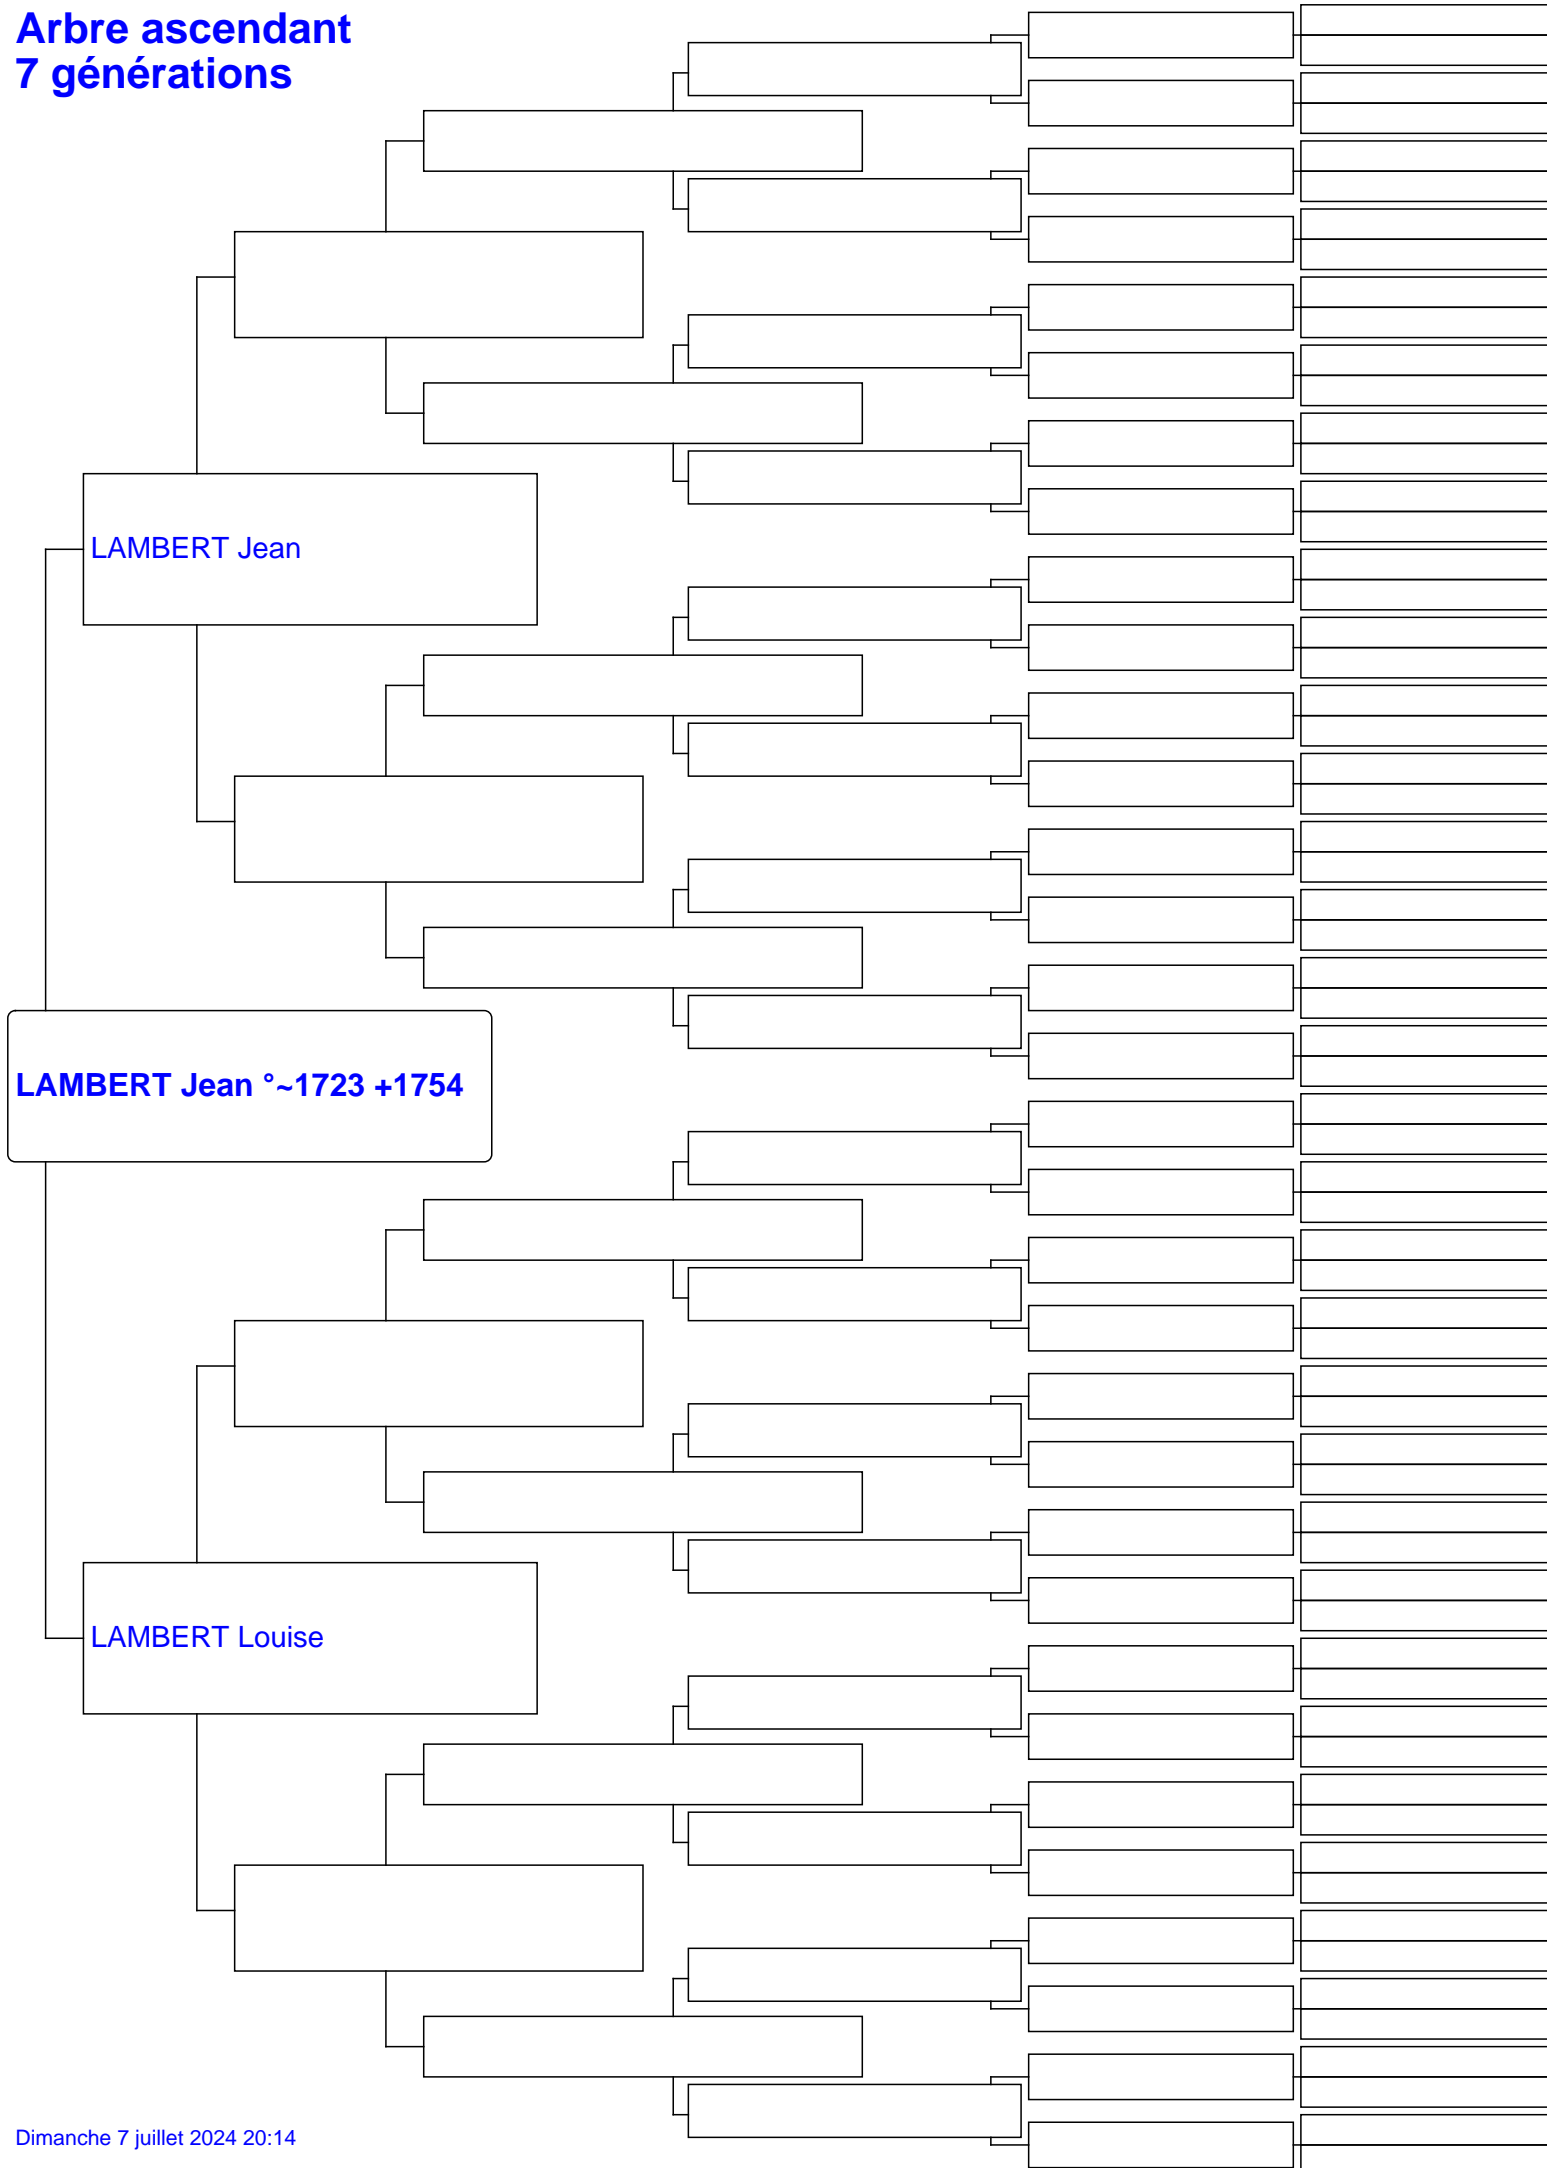 Arbre ascendant
7 générations
LAMBERT Jean
LAMBERT Jean °~1723 +1754
LAMBERT Louise
Dimanche 7 juillet 2024 20:14